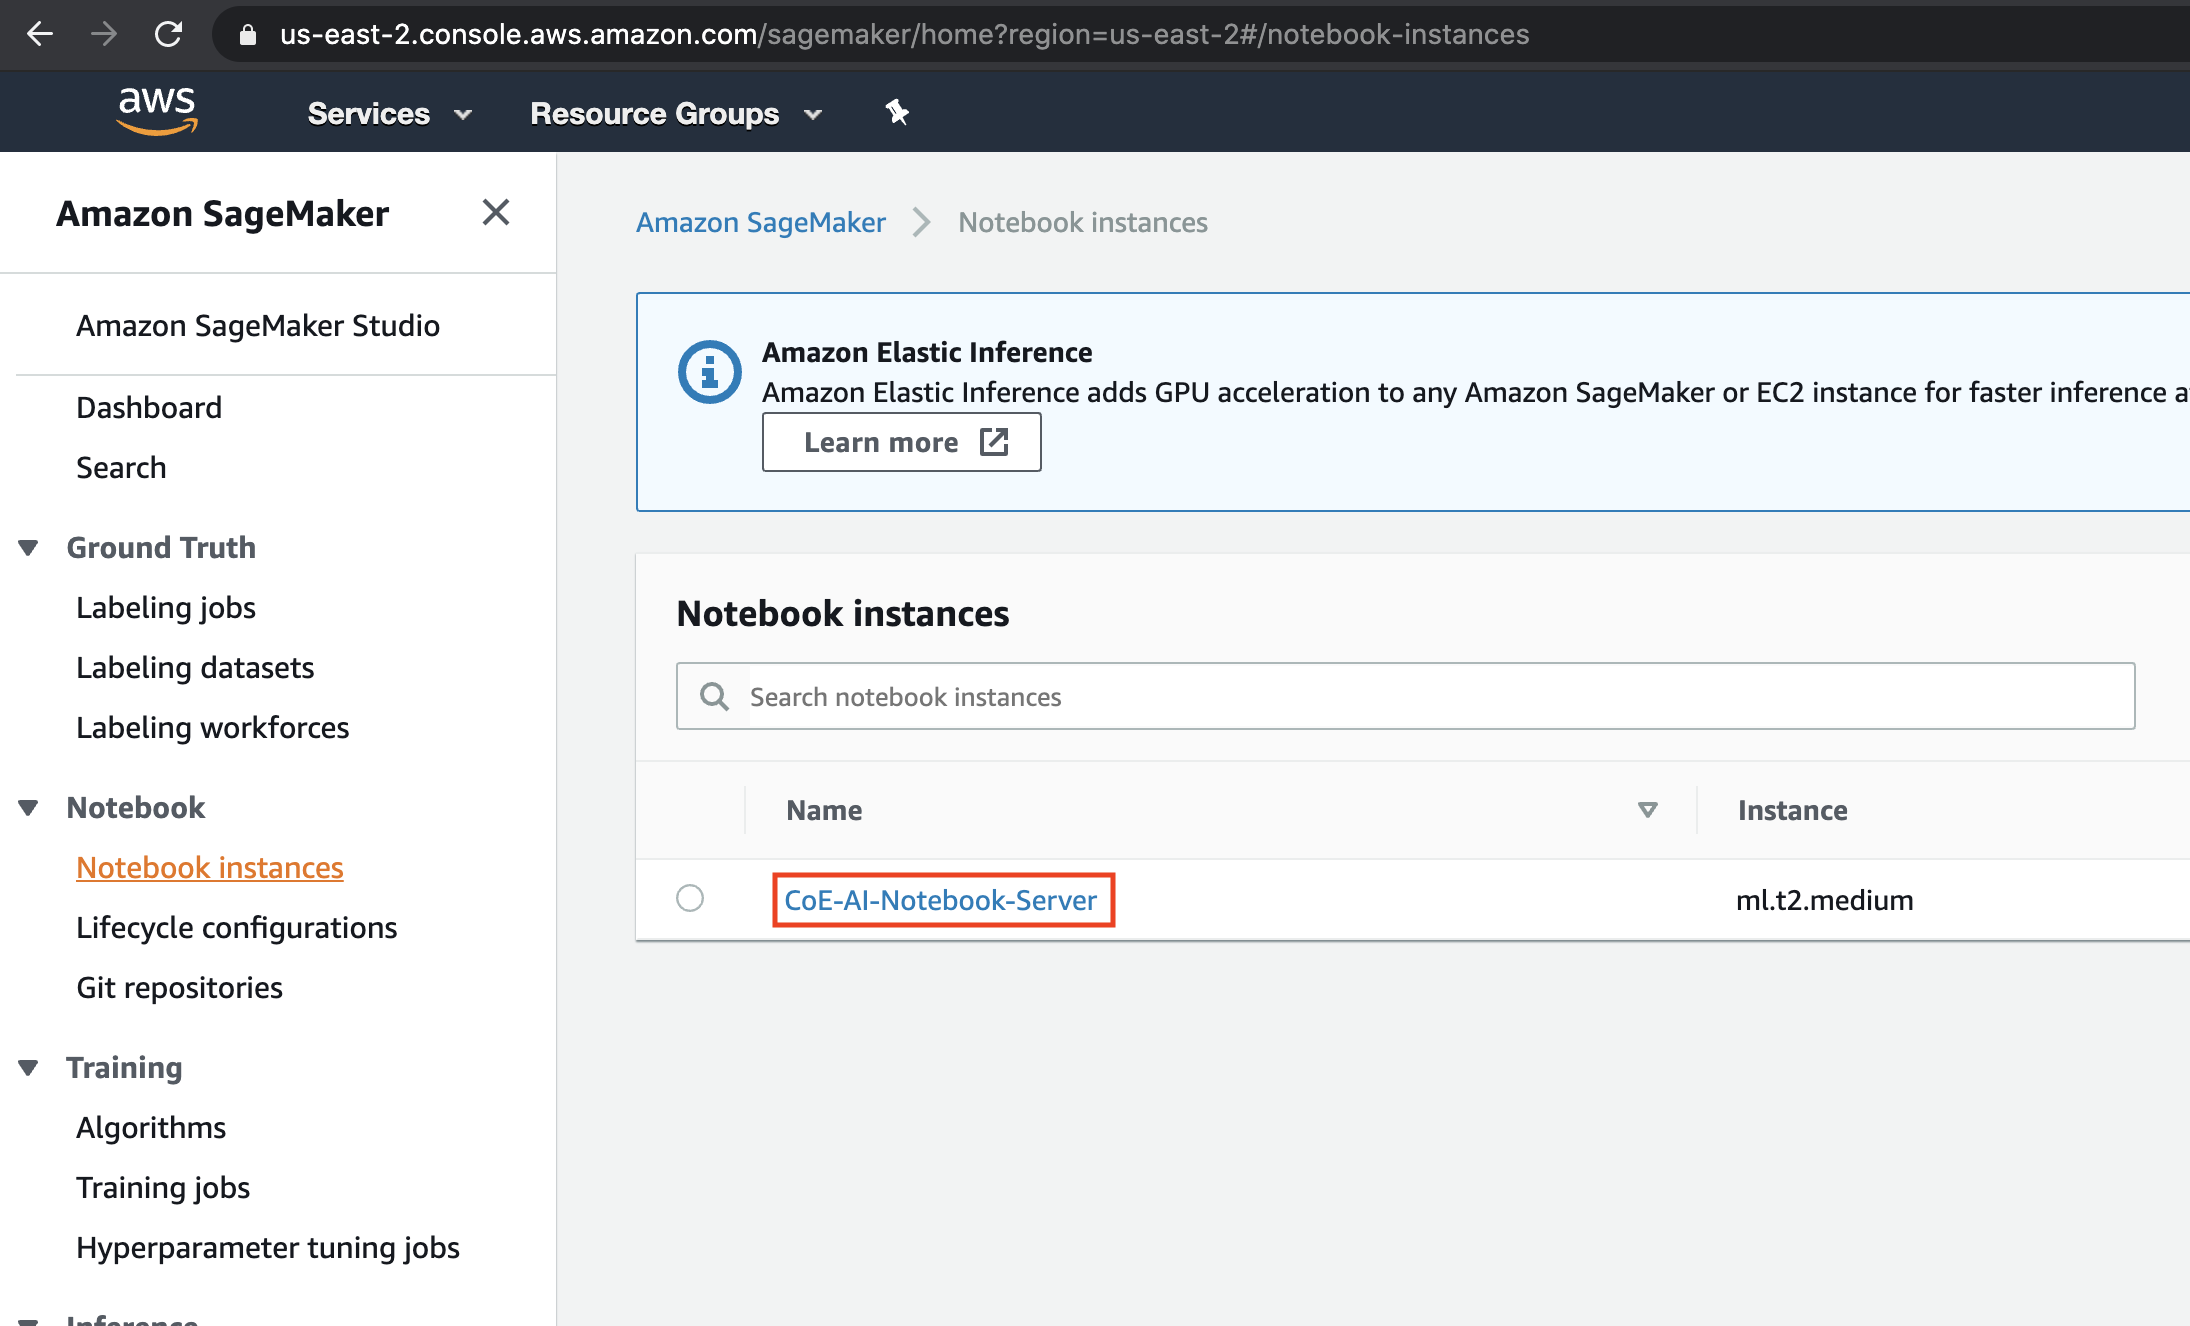 us-east-2.console.aws.amazon.com/sagemaker/home?region=us-east-2#/notebook-instances
aws Services Resource Groups
Amazon SageMaker
Amazon SageMaker Studio
Dashboard
Search
Ground Truth
Labeling jobs
Labeling datasets
Labeling workforces
Notebook
Notebook instances
Lifecycle configurations
Git repositories
Training
Algorithms
Training jobs
Hyperparameter tuning jobs
Inference
Amazon SageMaker Notebook instances
Amazon Elastic Inference
Amazon Elastic Inference adds GPU acceleration to any Amazon SageMaker or EC2 instance for faster inference
Learn more
Notebook instances
Search notebook instances
Name Instance
CoE-AI-Notebook-Server ml.t2.medium